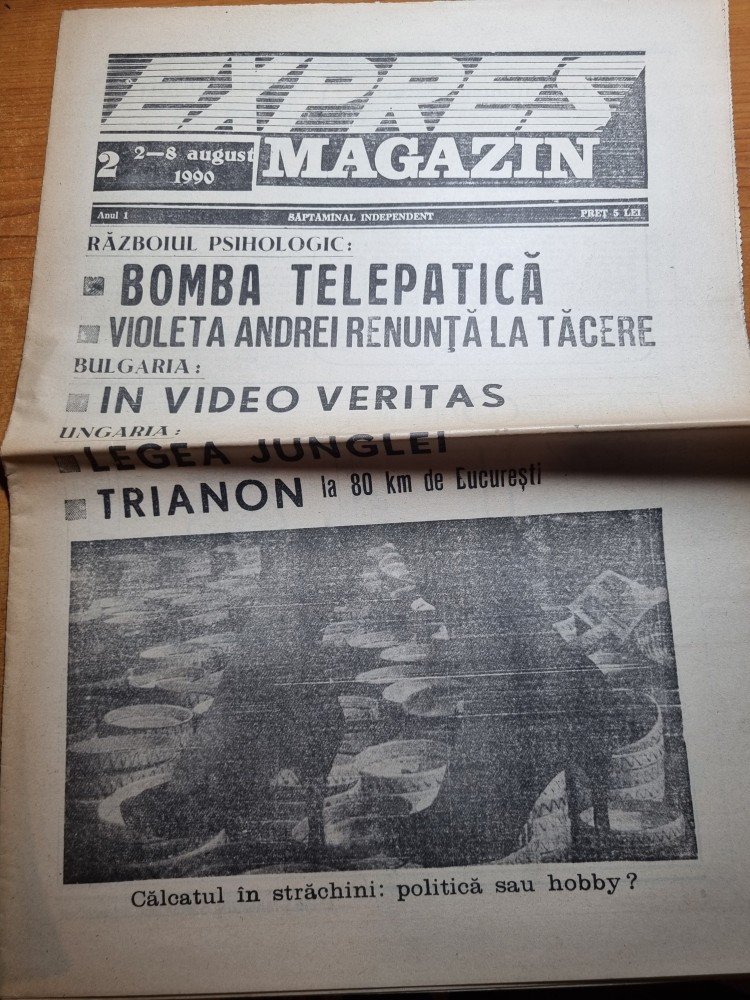 EXPRES
MAGAZIN
2 2—8 august
1990
Anul 1 SĂPTĂMÎNAL INDEPENDENT PREȚ 5 LEI
RĂZBOIUL PSIHOLOGIC:
BOMBA TELEPATICĂ
VIOLETA ANDREI RENUNŢĂ LA TĂCERE
BULGARIA:
IN VIDEO VERITAS
UNGARIA:
LEGEA JUNGLEI
TRIANON la 80 km de Eucureşti
Călcatul în străchini: politică sau hobby?